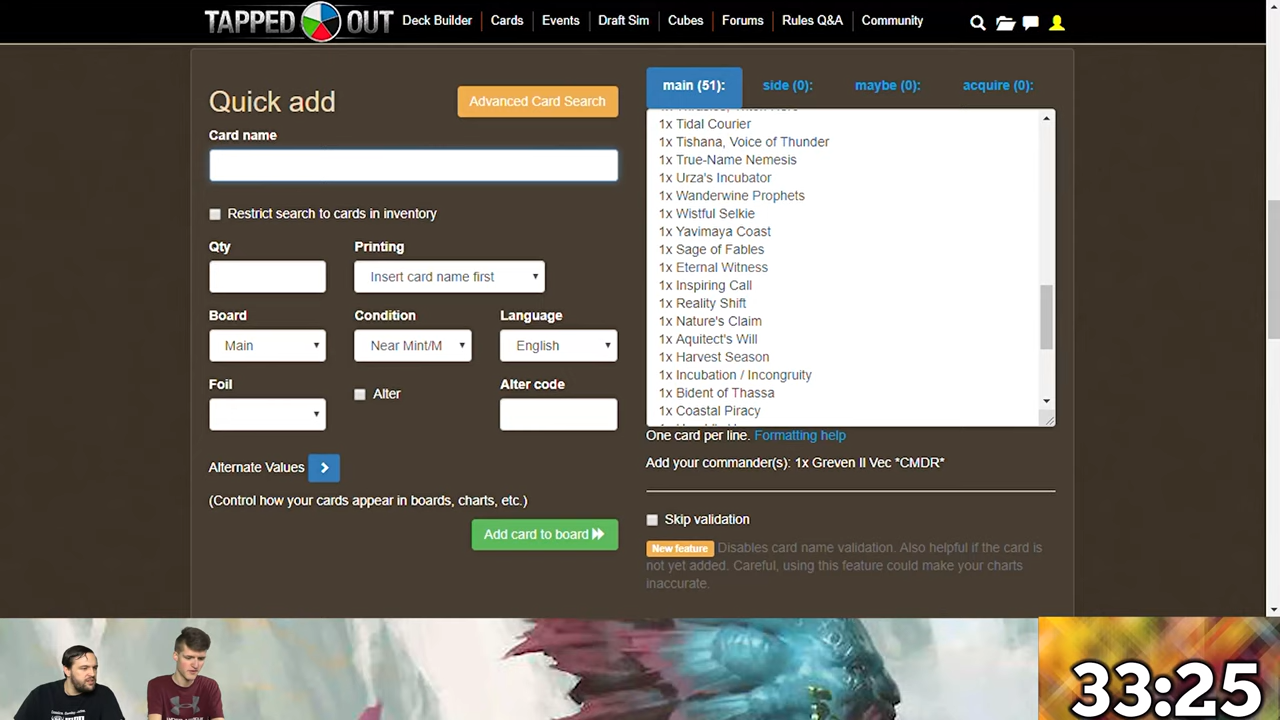 TAPPED OUT Deck Builder Cards Events Draft Sim Cubes Forums Rules Q&A Community
Quick add
Advanced Card Search
Card name
Restrict search to cards in inventory
Qty Printing
Insert card name first
Board Condition Language
Main Near Mint/M English
Foil Alter Alter code
Alternate Values
(Control how your cards appear in boards, charts, etc.)
Add card to board
main (51): side (0): maybe (0): acquire (0):
1x Tidal Courier
1x Tishana, Voice of Thunder
1x True-Name Nemesis
1x Urza's Incubator
1x Wanderwine Prophets
1x Wistful Selkie
1x Yavimaya Coast
1x Sage of Fables
1x Eternal Witness
1x Inspiring Call
1x Reality Shift
1x Nature's Claim
1x Aquitect's Will
1x Harvest Season
1x Incubation / Incongruity
1x Bident of Thassa
1x Coastal Piracy
One card per line. Formatting help
Add your commander(s): 1x Greven Il Vec *CMDR*
Skip validation
New feature Disables card name validation. Also helpful if the card is
not yet added. Careful, using this feature could make your charts
inaccurate.
33:25